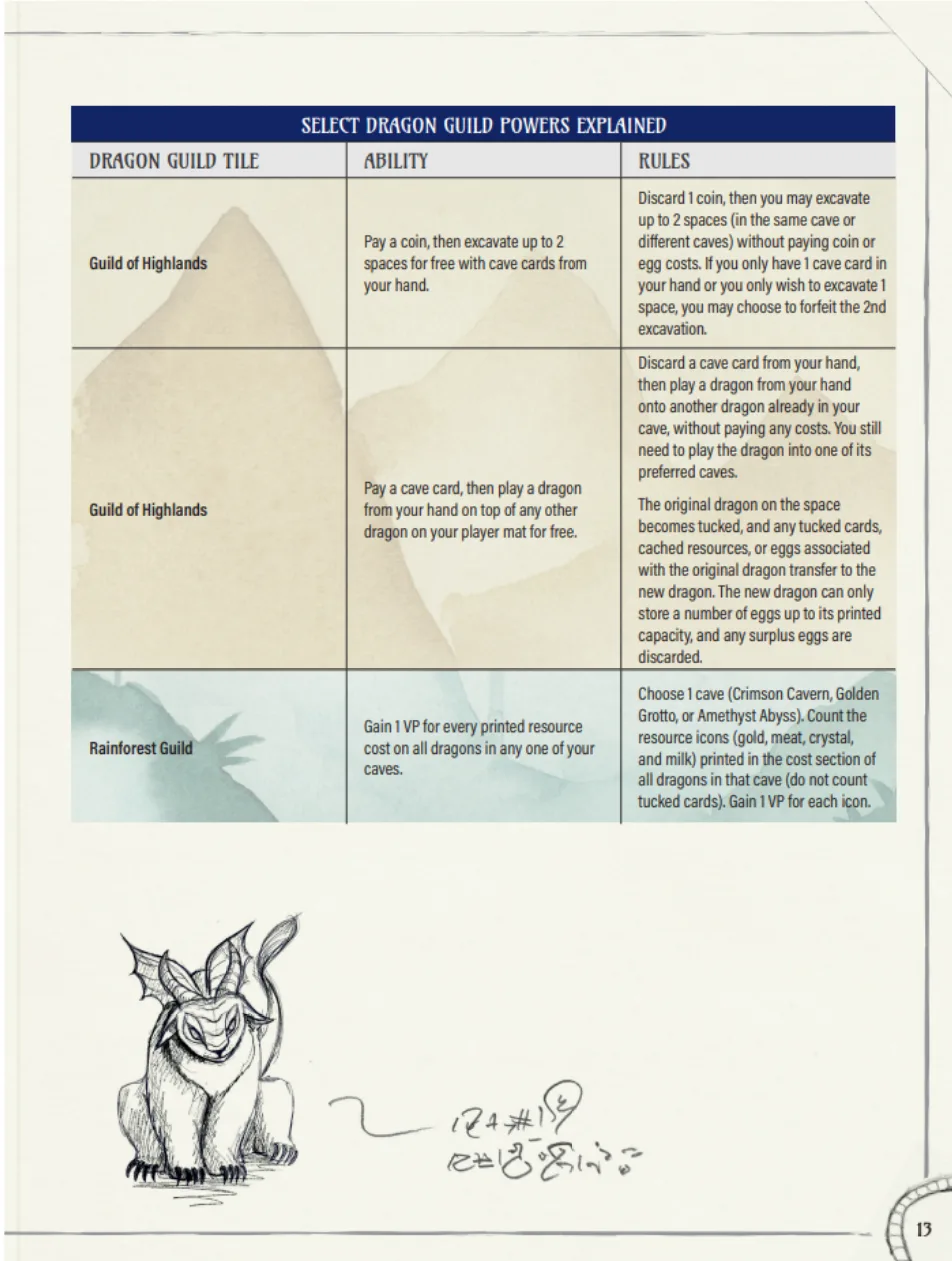 SELECT DRAGON GUILD POWERS EXPLAINED
DRAGON GUILD TILE
ABILITY
RULES
Guild of Highlands
Pay a coin, then excavate up to 2
spaces for free with cave cards from
your hand.
Discard 1 coin, then you may excavate
up to 2 spaces (in the same cave or
different caves) without paying coin or
egg costs. If you only have 1 cave card in
your hand or you only wish to excavate 1
space, you may choose to forfeit the 2nd
excavation.
Guild of Highlands
Pay a cave card, then play a dragon
from your hand on top of any other
dragon on your player mat for free.
Discard a cave card from your hand,
then play a dragon from your hand
onto another dragon already in your
cave, without paying any costs. You still
need to play the dragon into one of its
preferred caves.
The original dragon on the space
becomes tucked, and any tucked cards,
cached resources, or eggs associated
with the original dragon transfer to the
new dragon. The new dragon can only
store a number of eggs up to its printed
capacity, and any surplus eggs are
discarded.
Rainforest Guild
Gain 1 VP for every printed resource
cost on all dragons in any one of your
caves.
Choose 1 cave (Crimson Cavern, Golden
Grotto, or Amethyst Abyss). Count the
resource icons (gold, meat, crystal,
and milk) printed in the cost section of
all dragons in that cave (do not count
tucked cards). Gain 1 VP for each icon.
13